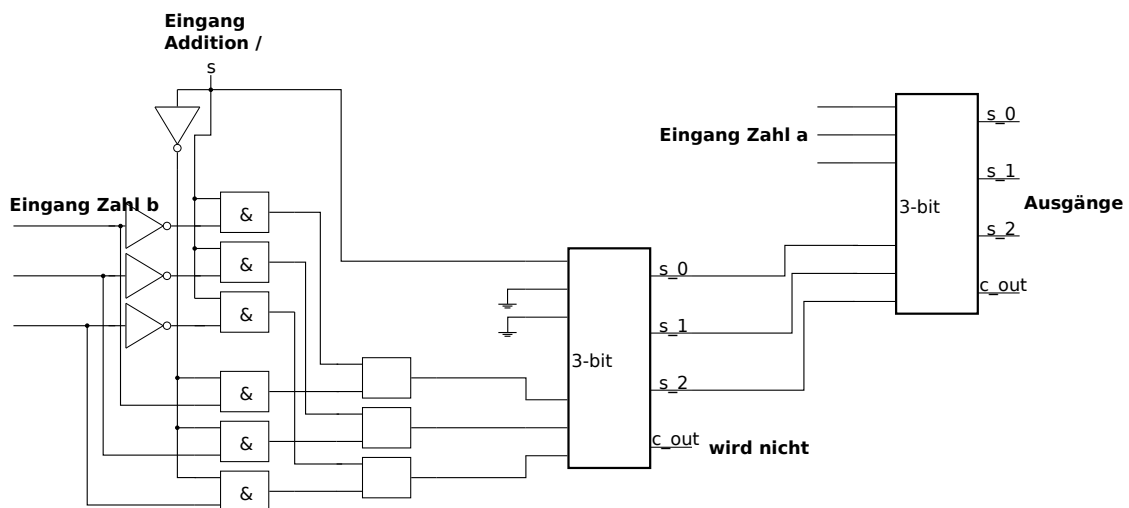 Eingang
Addition /
s
Eingang Zahl b
&
&
&
&
&
&
3-bit
s_0
s_1
s_2
c_out
wird nicht
Eingang Zahl a
3-bit
s_0
s_1
s_2
c_out
Ausgänge